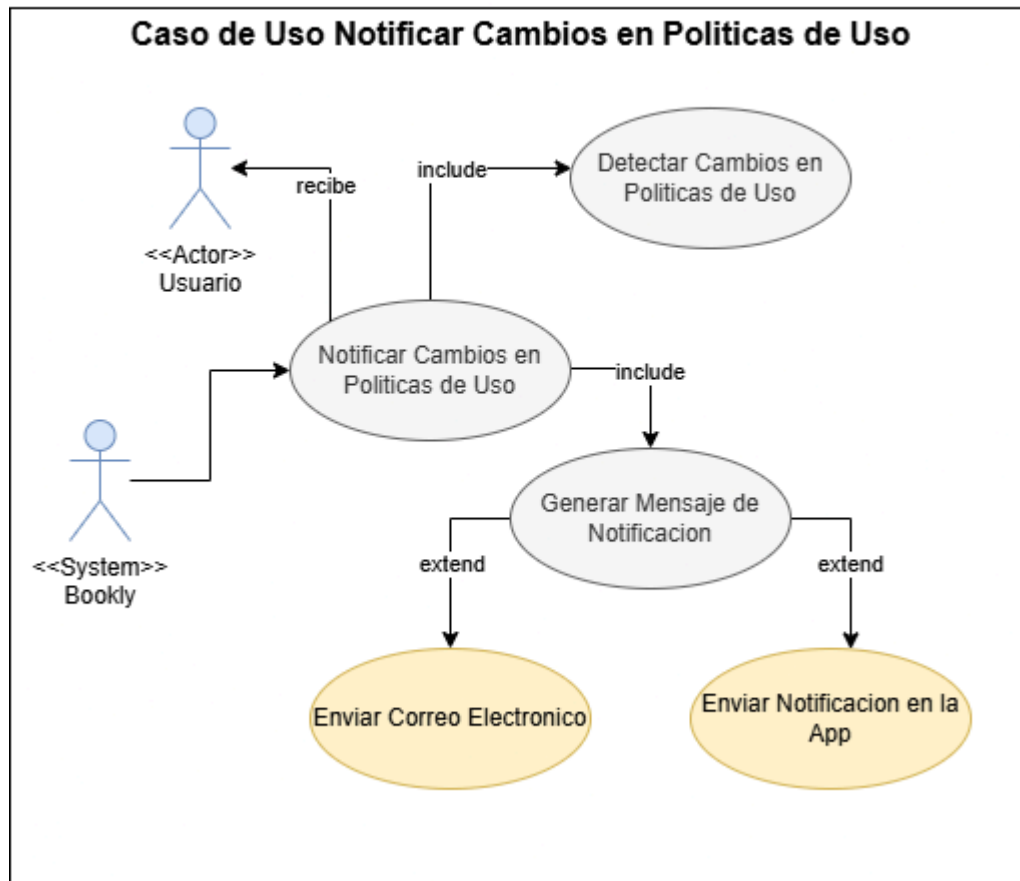 Caso de Uso Notificar Cambios en Politicas de Uso
recibe
include
Detectar Cambios en
Politicas de Uso
<<Actor>>
Usuario
Notificar Cambios en
Politicas de Uso
include
<<System>>
Bookly
Generar Mensaje de
Notificacion
extend
extend
Enviar Correo Electronico
Enviar Notificacion en la
App